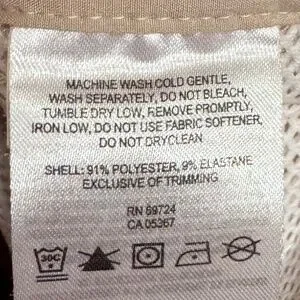 MACHINE WASH COLD GENTLE,
WASH SEPARATELY, DO NOT BLEACH,
TUMBLE DRY LOW, REMOVE PROMPTLY,
IRON LOW, DO NOT USE FABRIC SOFTENER,
DO NOT DRYCLEAN
SHELL: 91% POLYESTER, 9% ELASTANE
EXCLUSIVE OF TRIMMING
RN 69724
CA 05367
30C